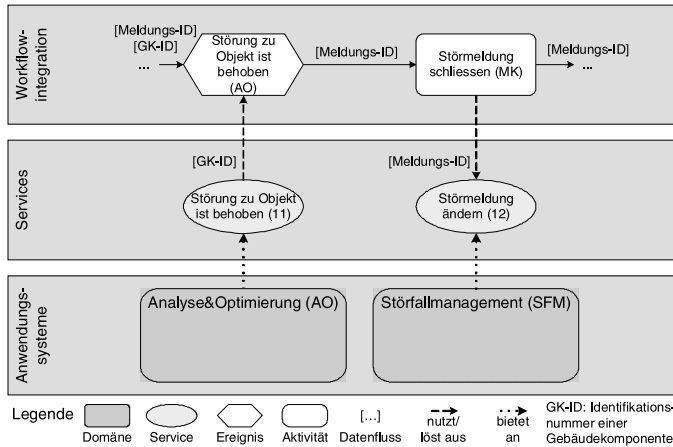 Workflow-
integration
[Meldungs-ID]
[GK-ID]
...
Störung zu
Objekt ist
behoben
(AO)
[Meldungs-ID]
Störmeldung
schliessen (MK)
[Meldungs-ID]
...
Services
[GK-ID]
[Meldungs-ID]
Störung zu Objekt
ist behoben (11)
Störmeldung
ändern (12)
Anwendungs-
systeme
Analyse&Optimierung (AO)
Störfallmanagement (SFM)
Legende
Domäne
Service
Ereignis
Aktivität
[...]
Datenfluss
nutzt/
löst aus
bietet
an
GK-ID: Identifikations-
nummer einer
Gebäudekomponente